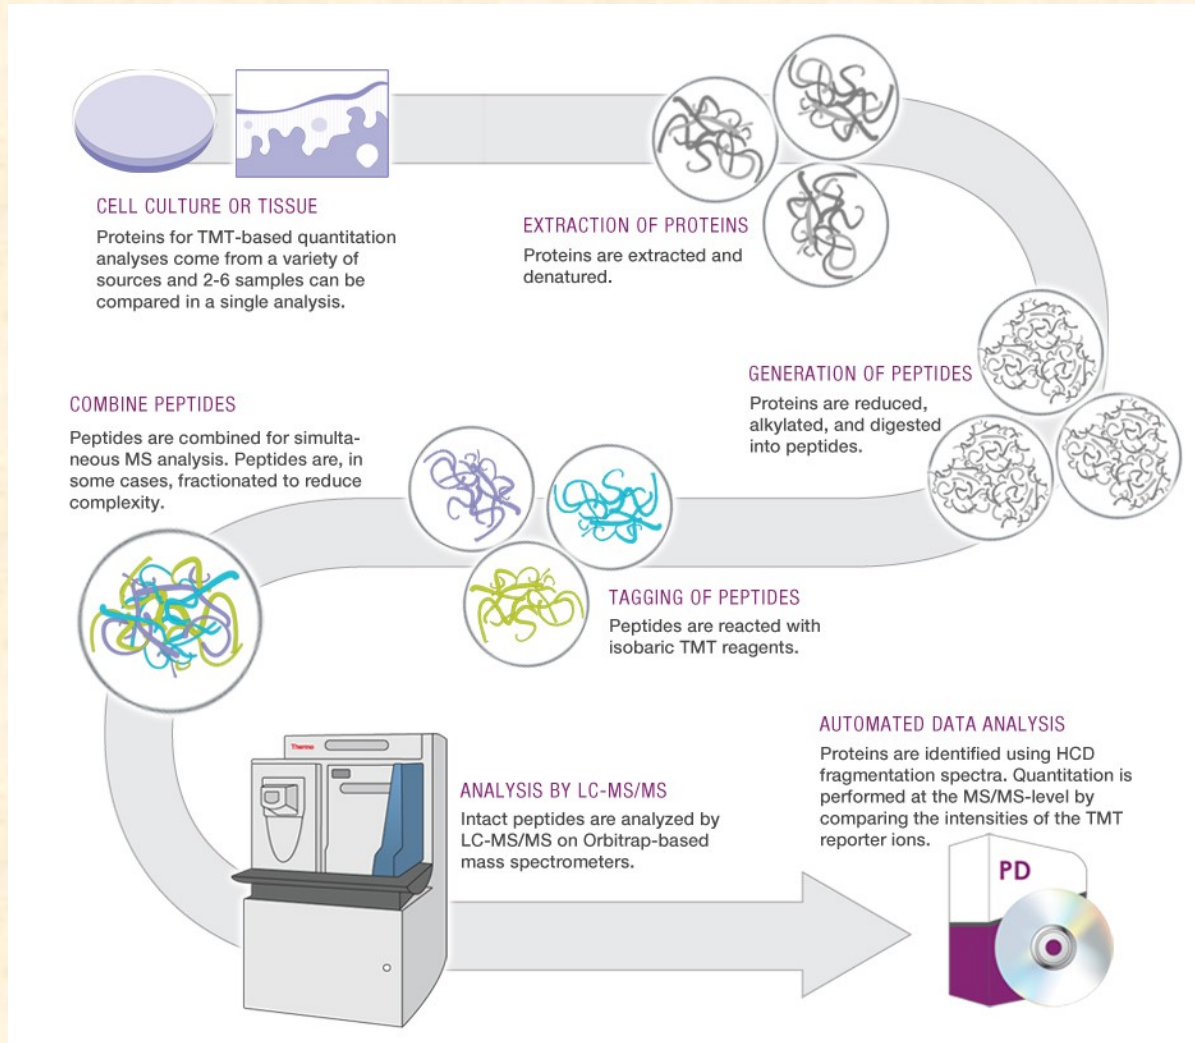 CELL CULTURE OR TISSUE
Proteins for TMT-based quantitation
analyses come from a variety of
sources and 2-6 samples can be
compared in a single analysis.
EXTRACTION OF PROTEINS
Proteins are extracted and
denatured.
GENERATION OF PEPTIDES
Proteins are reduced,
alkylated, and digested
into peptides.
TAGGING OF PEPTIDES
Peptides are reacted with
isobaric TMT reagents.
COMBINE PEPTIDES
Peptides are combined for simulta-
neous MS analysis. Peptides are, in
some cases, fractionated to reduce
complexity.
Thermo
ANALYSIS BY LC-MS/MS
Intact peptides are analyzed by
LC-MS/MS on Orbitrap-based
mass spectrometers.
AUTOMATED DATA ANALYSIS
Proteins are identified using HCD
fragmentation spectra. Quantitation is
performed at the MS/MS-level by
comparing the intensities of the TMT
reporter ions.
PD